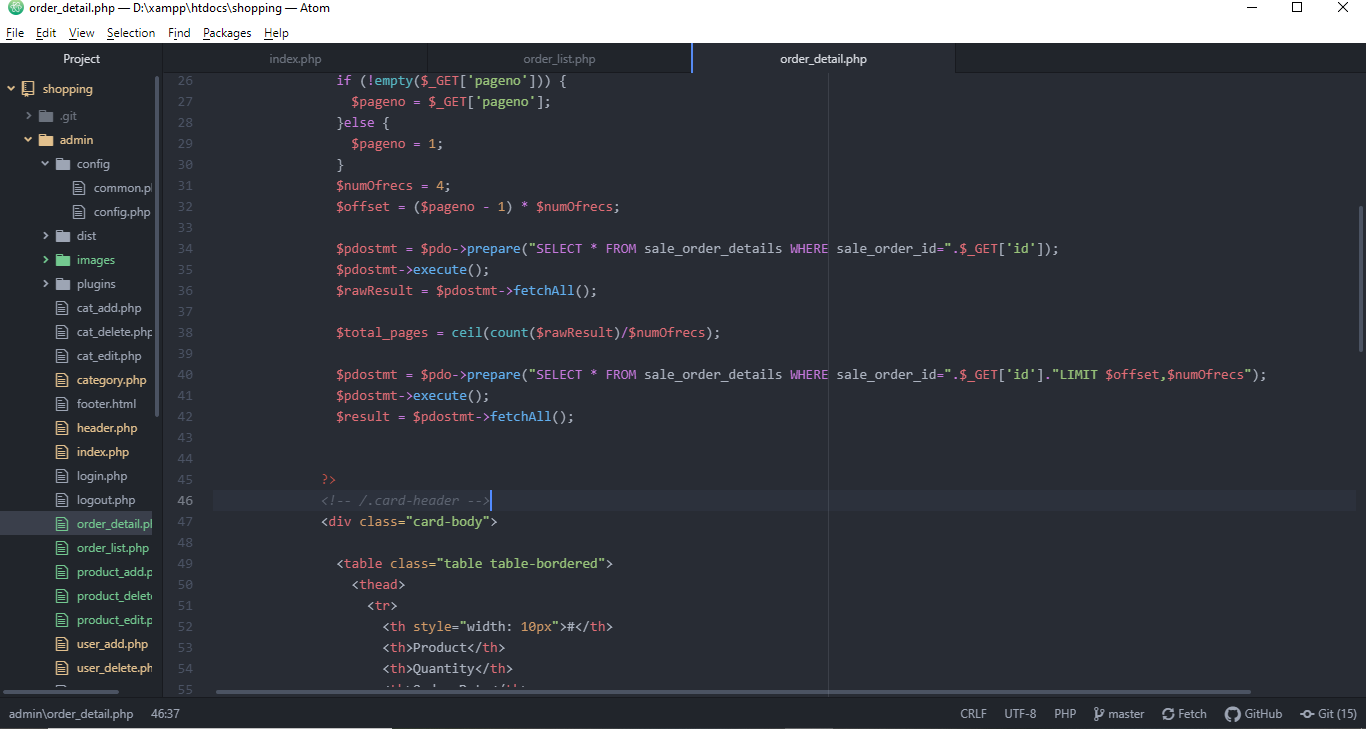 order_detail.php — D:\xampp\htdocs\shopping — Atom
File Edit View Selection Find Packages Help
Project
index.php
order_list.php
order_detail.php
shopping
.git
admin
config
common.pl
config.php
dist
images
plugins
cat_add.php
cat_delete.php
cat_edit.php
category.php
footer.html
header.php
index.php
login.php
logout.php
order_detail.pl
order_list.php
product_add.p
product_delete
product_edit.p
user_add.php
user_delete.ph
26 if (!empty($_GET['pageno'])) {
27 $pageno = $_GET['pageno'];
28 }else {
29 $pageno = 1;
30 }
31 $numOfrecs = 4;
32 $offset = ($pageno - 1) * $numOfrecs;
33
34 $pdostmt = $pdo->prepare("SELECT * FROM sale_order_details WHERE sale_order_id=".$_GET['id']);
35 $pdostmt->execute();
36 $rawResult = $pdostmt->fetchAll();
37
38 $total_pages = ceil(count($rawResult)/$numOfrecs);
39
40 $pdostmt = $pdo->prepare("SELECT * FROM sale_order_details WHERE sale_order_id=".$_GET['id']."LIMIT $offset,$numOfrecs");
41 $pdostmt->execute();
42 $result = $pdostmt->fetchAll();
43
44
45 ?>
46 <!-- /.card-header -->
47 <div class="card-body">
48
49 <table class="table table-bordered">
50 <thead>
51 <tr>
52 <th style="width: 10px">#</th>
53 <th>Product</th>
54 <th>Quantity</th>
55
admin\order_detail.php 46:37
CRLF UTF-8 PHP master Fetch GitHub Git (15)